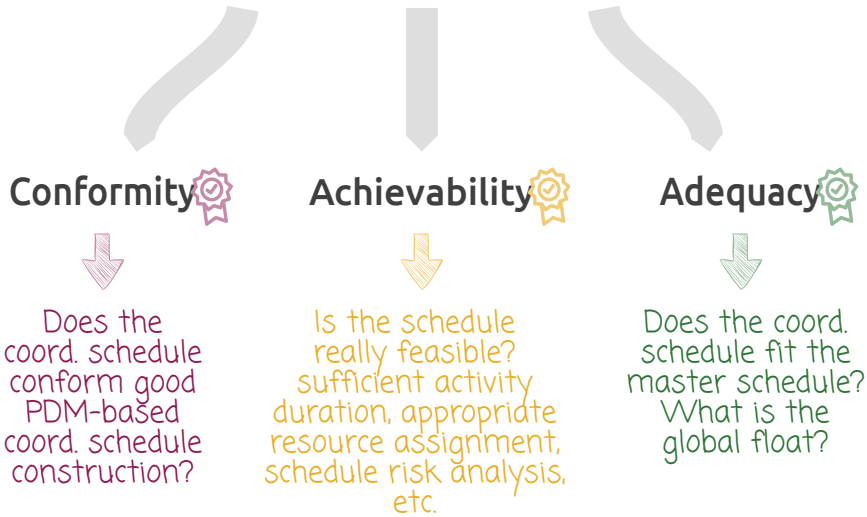 Conformity
Does the
coord. schedule
conform good
PDM-based
coord. schedule
construction?
Achievability
Is the schedule
really feasible?
sufficient activity
duration, appropriate
resource assignment,
schedule risk analysis,
etc.
Adequacy
Does the coord.
schedule fit the
master schedule?
What is the
global float?